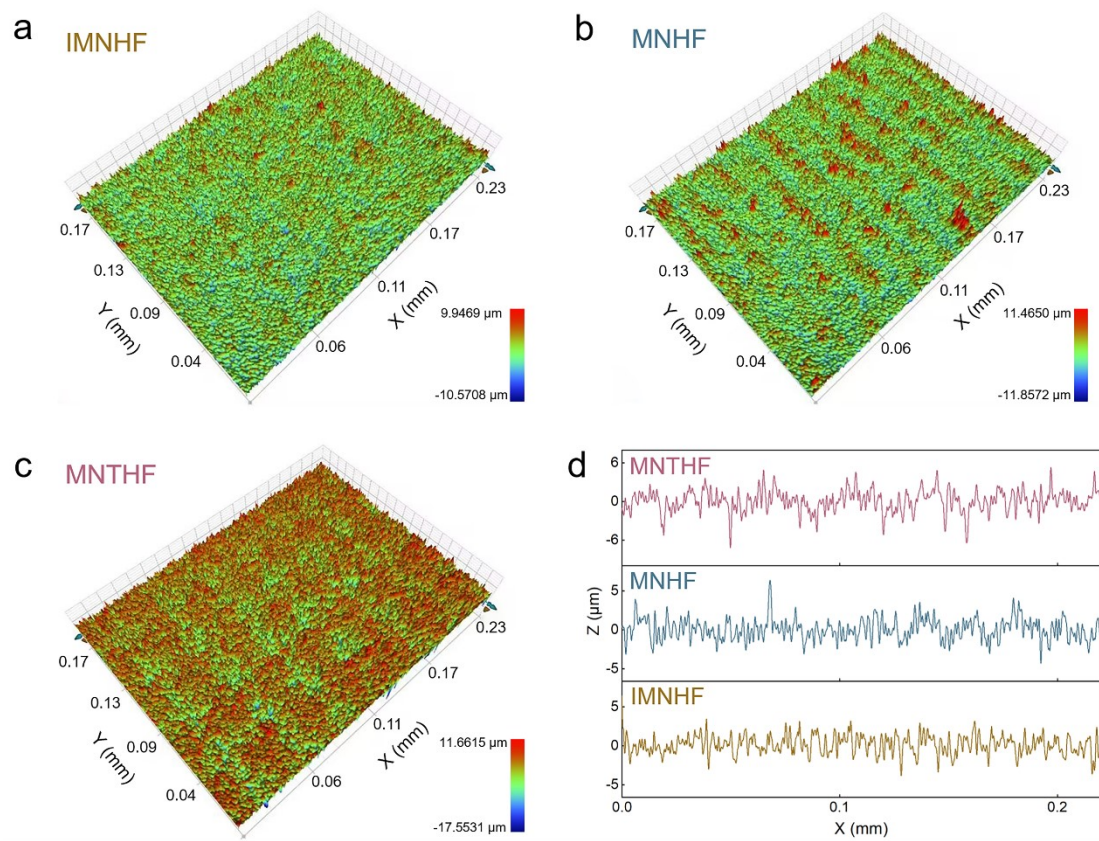 a
IMNHF
0.17
0.13
0.09
0.04
Y (mm)
0.06
0.11
0.17
0.23
X (mm)
9.9469 µm
-10.5708 µm
b
MNHF
0.17
0.13
0.09
0.04
Y (mm)
0.06
0.11
0.17
0.23
X (mm)
11.4650 µm
-11.8572 µm
c
MNTHF
0.17
0.13
0.09
0.04
Y (mm)
0.06
0.11
0.17
0.23
X (mm)
11.6615 µm
-17.5531 µm
d
MNTHF
6
0
-6
MNHF
5
0
-5
IMNHF
5
0
-5
Z (µm)
0.0
0.1
0.2
X (mm)